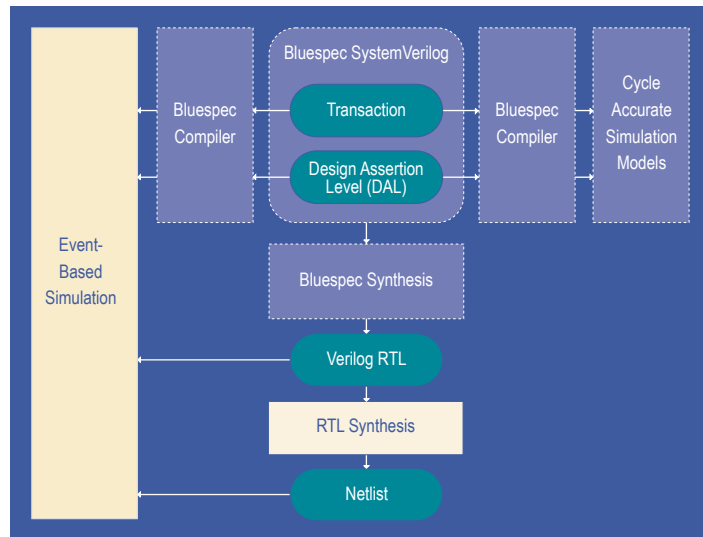 Bluespec SystemVerilog
Bluespec
Compiler
Transaction
Design Assertion
Level (DAL)
Bluespec
Compiler
Cycle
Accurate
Simulation
Models
Event-
Based
Simulation
Bluespec Synthesis
Verilog RTL
RTL Synthesis
Netlist